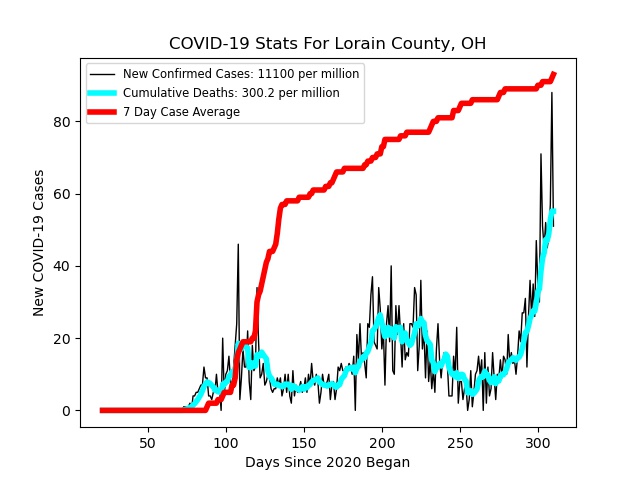 COVID-19 Stats For Lorain County, OH
New Confirmed Cases: 11100 per million
Cumulative Deaths: 300.2 per million
7 Day Case Average
80
60
40
20
0
New COVID-19 Cases
50 100 150 200 250 300
Days Since 2020 Began